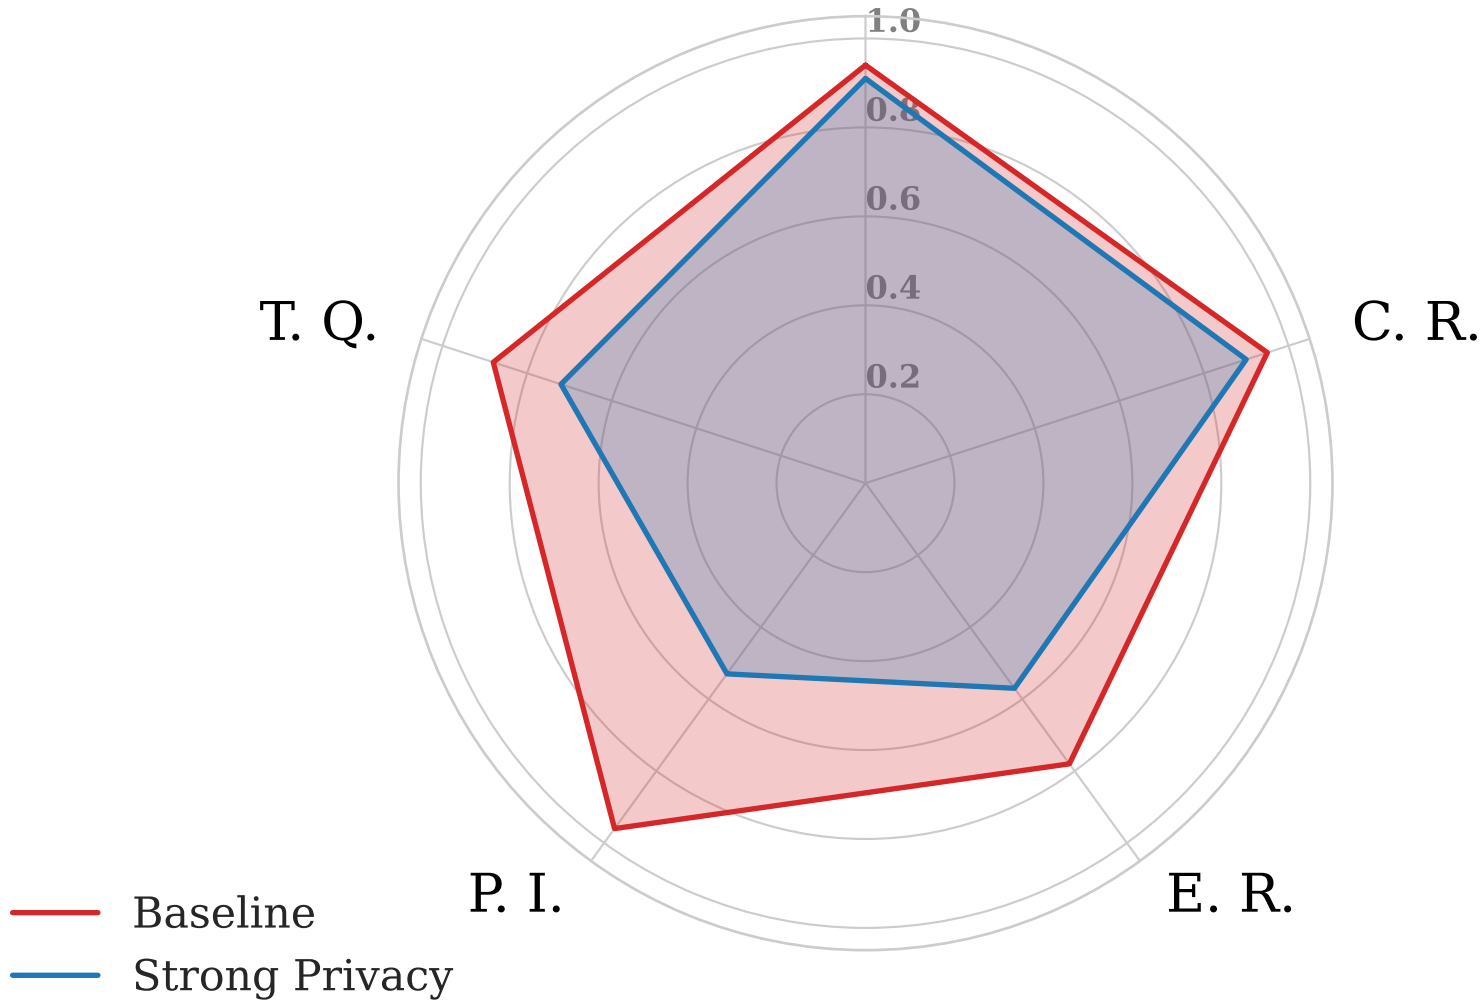 1.0
0.8
0.6
0.4
0.2
T. Q.
C. R.
P. I.
E. R.
Baseline
Strong Privacy